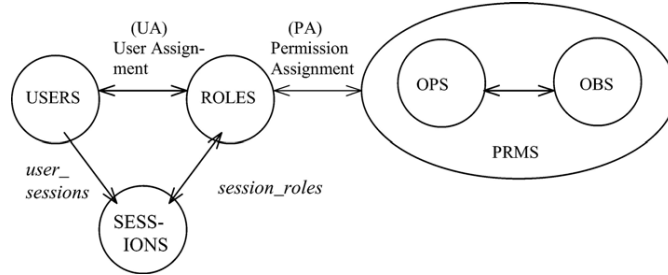 (UA)
User Assign-
ment
(PA)
Permission
Assignment
USERS
ROLES
OPS
OBS
PRMS
user_
sessions
session_roles
SESS-
IONS